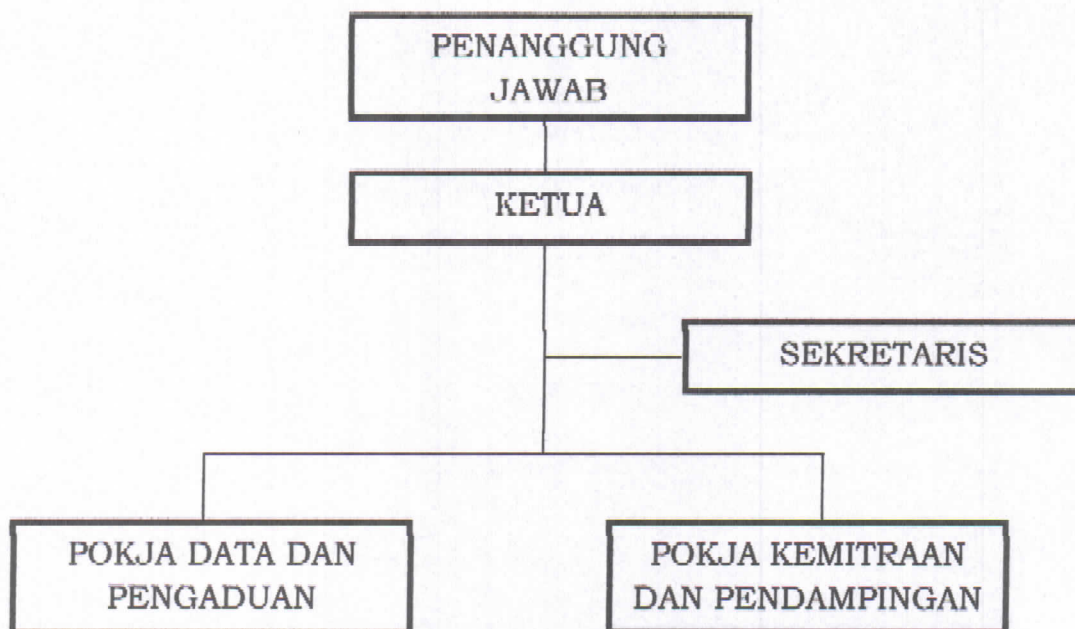 PENANGGUNG
JAWAB
KETUA
SEKRETARIS
POKJA DATA DAN
PENGADUAN
POKJA KEMITRAAN
DAN PENDAMPINGAN